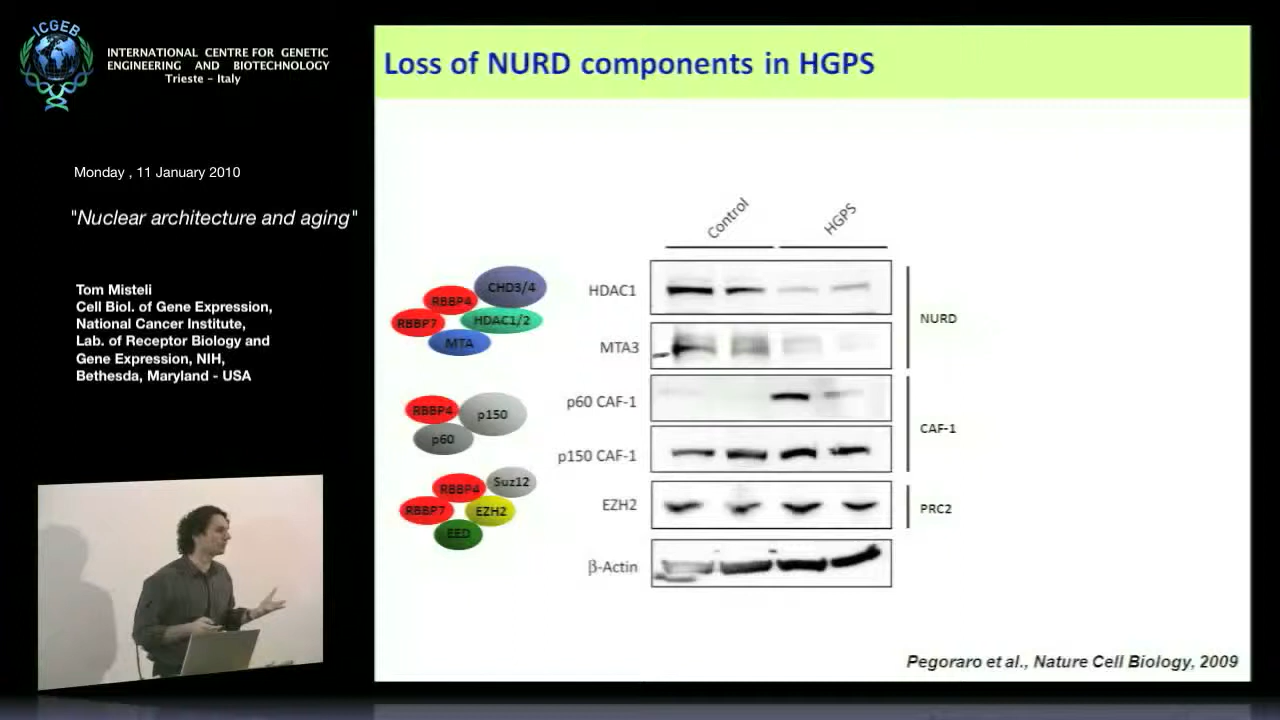 ICGEB
INTERNATIONAL CENTRE FOR GENETIC
ENGINEERING AND BIOTECHNOLOGY
Trieste - Italy
Monday , 11 January 2010
"Nuclear architecture and aging"
Tom Misteli
Cell Biol. of Gene Expression,
National Cancer Institute,
Lab. of Receptor Biology and
Gene Expression, NIH,
Bethesda, Maryland - USA
Loss of NURD components in HGPS
Control
HGPS
CHD3/4
RBBP4
RBBP7
HDAC1/2
MTA
HDAC1
MTA3
NURD
RBBP4
p150
p60
p60 CAF-1
p150 CAF-1
CAF-1
Suz12
RBBP4
RBBP7
EZH2
EED
EZH2
PRC2
β-Actin
Pegoraro et al., Nature Cell Biology, 2009